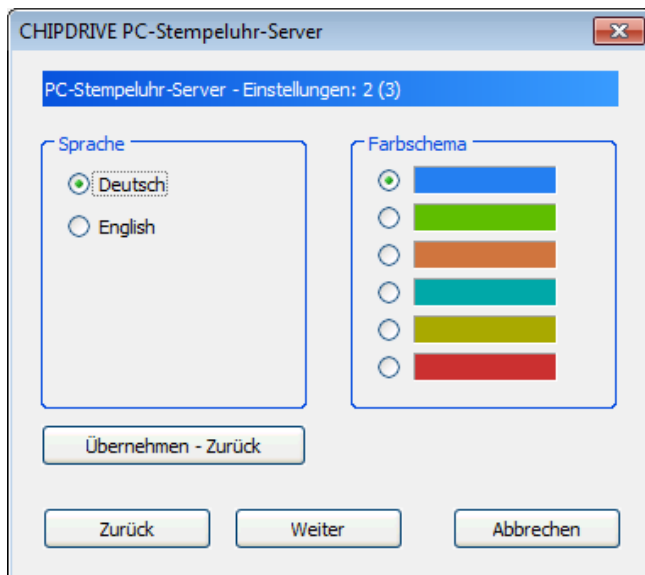 CHIPDRIVE PC-Stempeluhr-Server
PC-Stempeluhr-Server - Einstellungen: 2 (3)
Sprache
Deutsch
English
Farbschema
Übernehmen - Zurück
Zurück
Weiter
Abbrechen